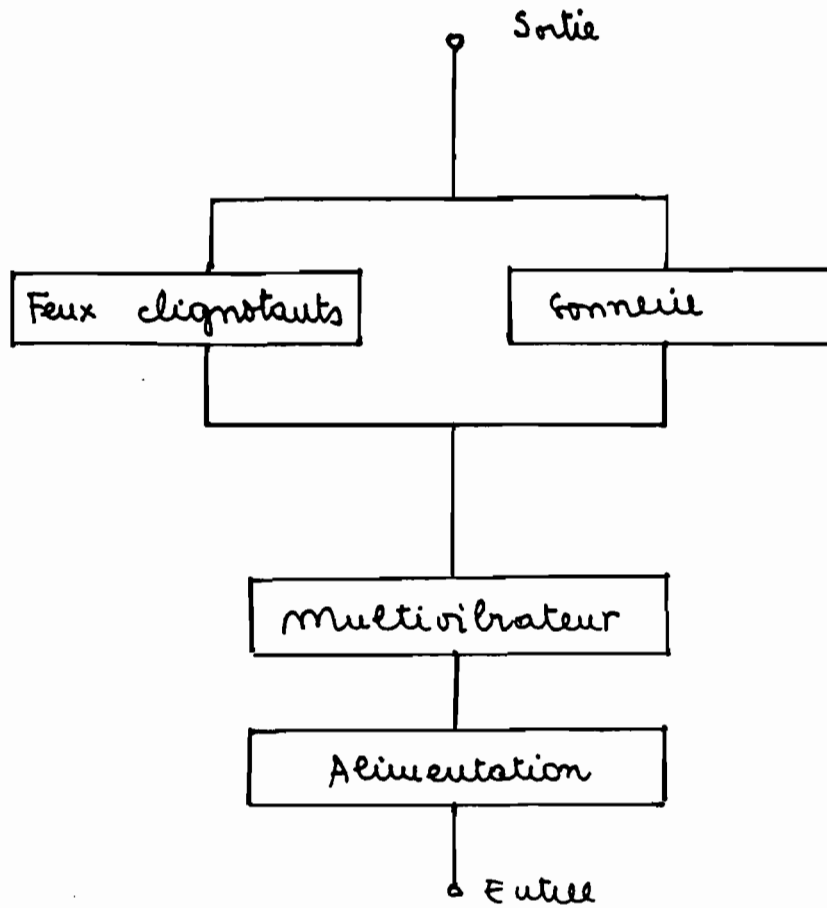 Sortie
Feux clignotants
Sonnerie
Multivibrateur
Alimentation
Entrée